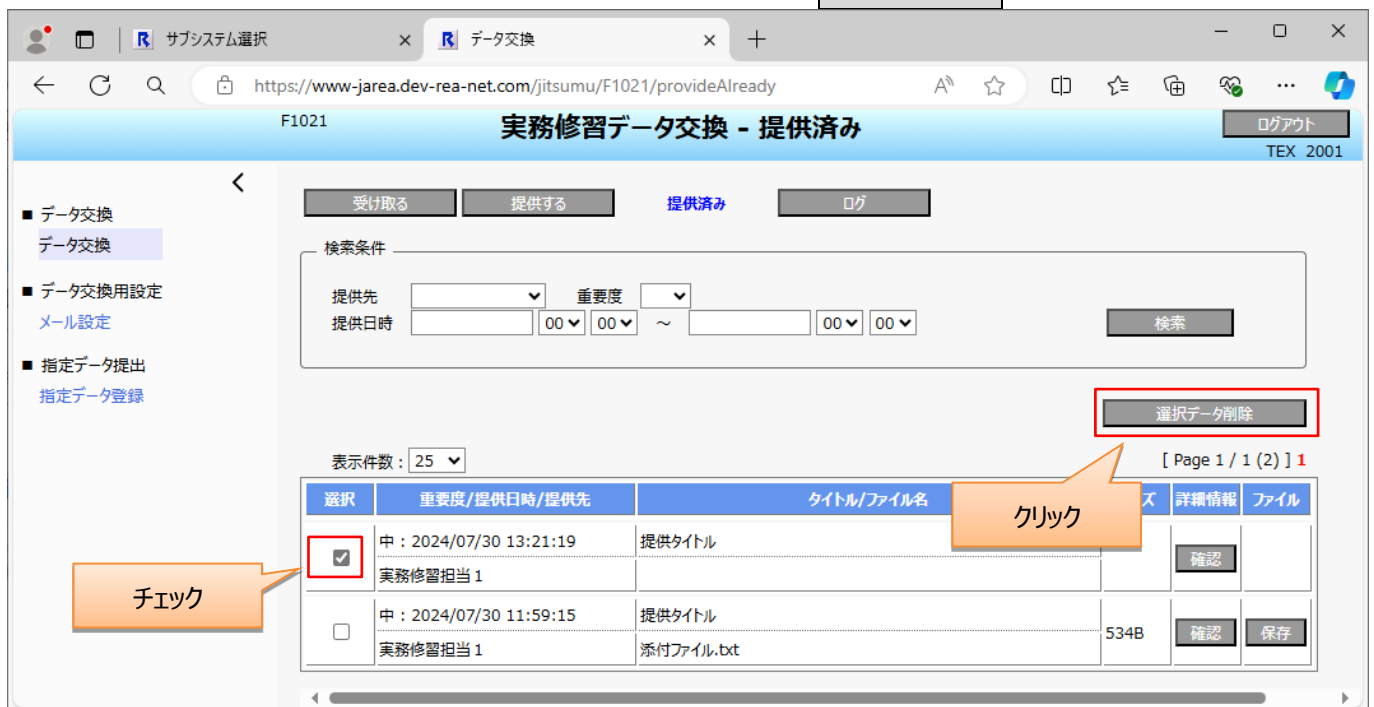 サブシステム選択
データ交換
https://www-jarea.dev-rea-net.com/jitsumu/F1021/provideAlready
F1021
実務修習データ交換 - 提供済み
ログアウト
TEX 2001
■ データ交換
データ交換
■ データ交換用設定
メール設定
■ 指定データ提出
指定データ登録
受け取る 提供する 提供済み ログ
検索条件
提供先 重要度
提供日時 00 00 ～ 00 00 検索
選択データ削除
表示件数 : 25 [ Page 1 / 1 (2) ] 1
選択 重要度/提供日時/提供先 タイトル/ファイル名 ズ 詳細情報 ファイル
クリック
中 : 2024/07/30 13:21:19 提供タイトル
実務修習担当1
確認
チェック
中 : 2024/07/30 11:59:15 提供タイトル
実務修習担当1 添付ファイル.txt
534B 確認 保存